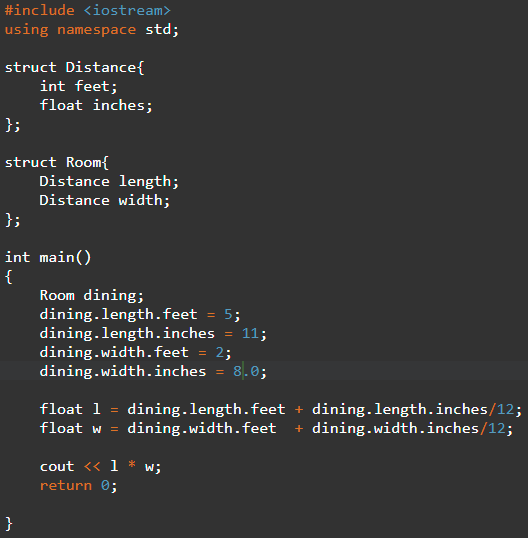 #include <iostream>
using namespace std;

struct Distance{
    int feet;
    float inches;
};

struct Room{
    Distance length;
    Distance width;
};

int main()
{
    Room dining;
    dining.length.feet = 5;
    dining.length.inches = 11;
    dining.width.feet = 2;
    dining.width.inches = 8.0;

    float l = dining.length.feet + dining.length.inches/12;
    float w = dining.width.feet  + dining.width.inches/12;

    cout << l * w;
    return 0;

}